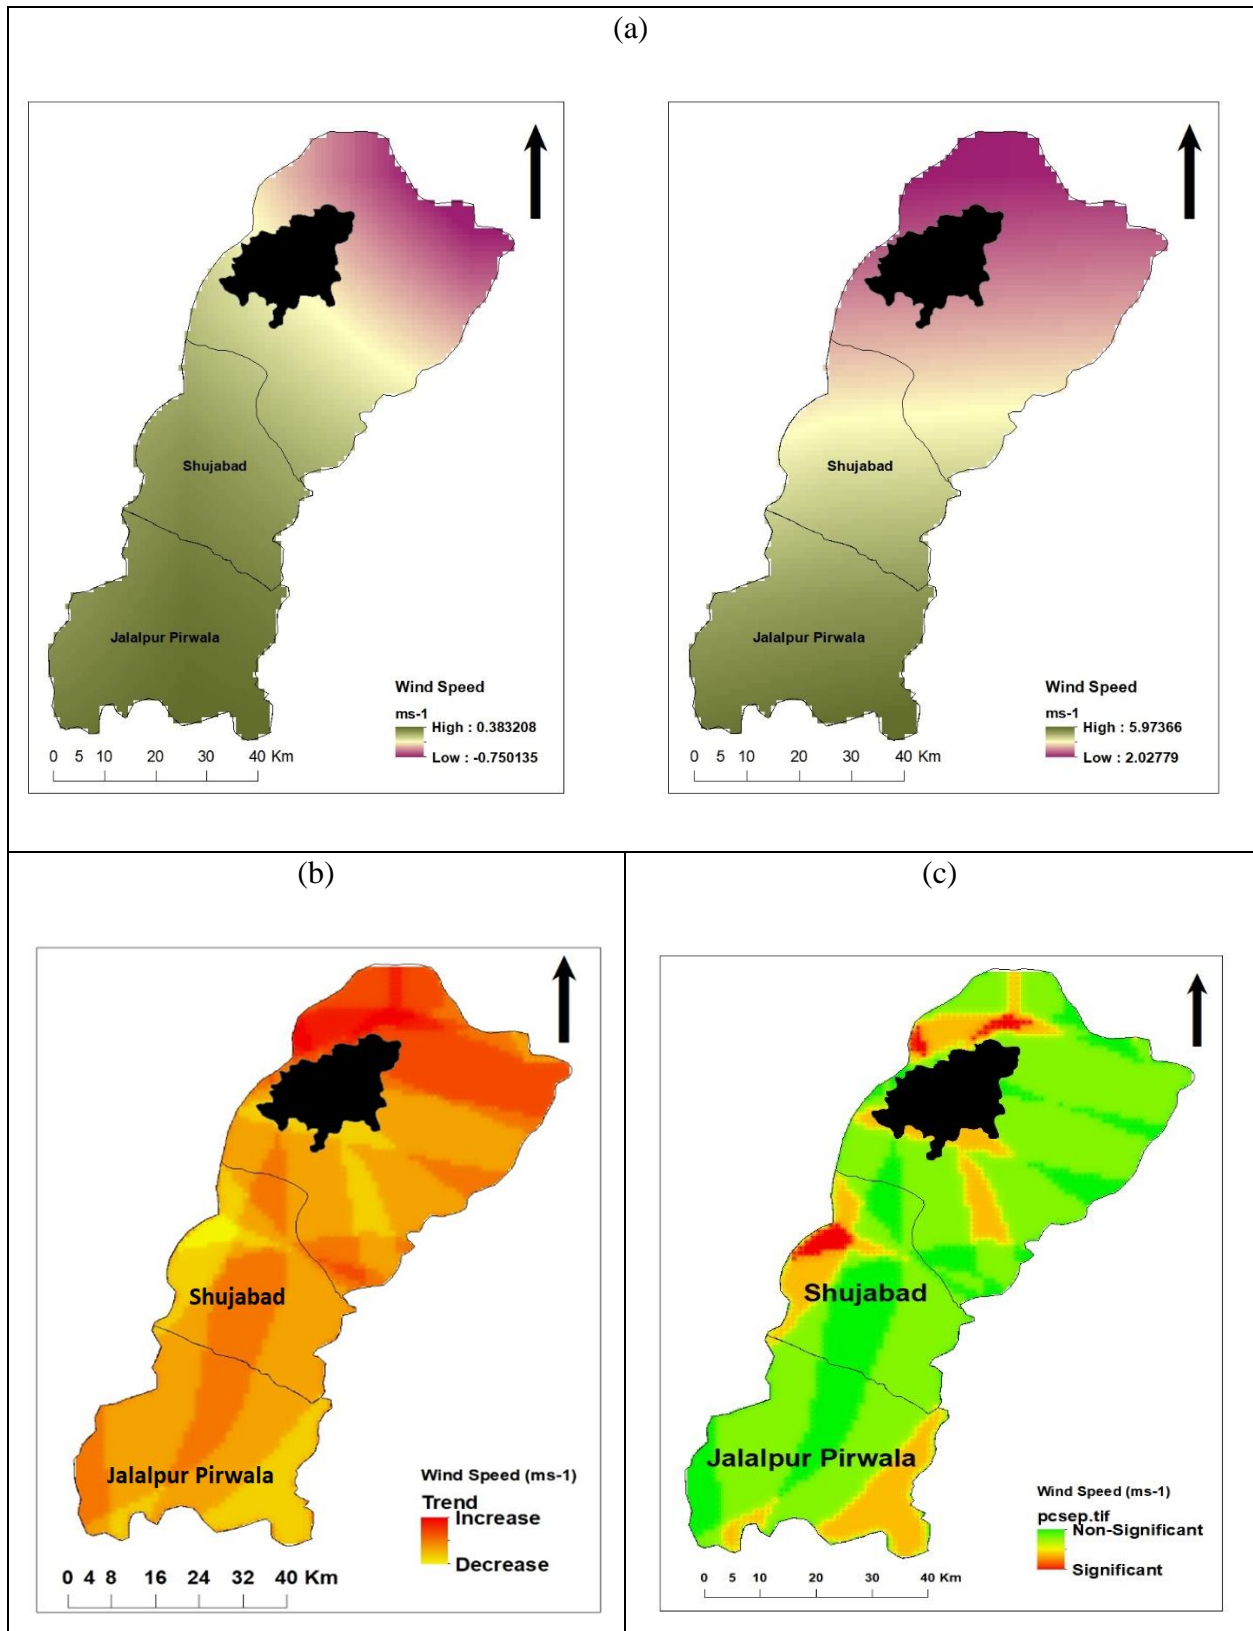 (a)
Shujabad
Jalalpur Pirwala
Wind Speed
ms-1
High : 0.383208
Low : -0.750135
0 5 10 20 30 40 Km
Shujabad
Jalalpur Pirwala
Wind Speed
ms-1
High : 5.97366
Low : 2.02779
0 5 10 20 30 40 Km
(b)
Shujabad
Jalalpur Pirwala
Wind Speed (ms-1)
Trend
Increase
Decrease
0 4 8 16 24 32 40 Km
(c)
Shujabad
Jalalpur Pirwala
Wind Speed (ms-1)
pcsep.tif
Non-Significant
Significant
0 5 10 20 30 40 Km